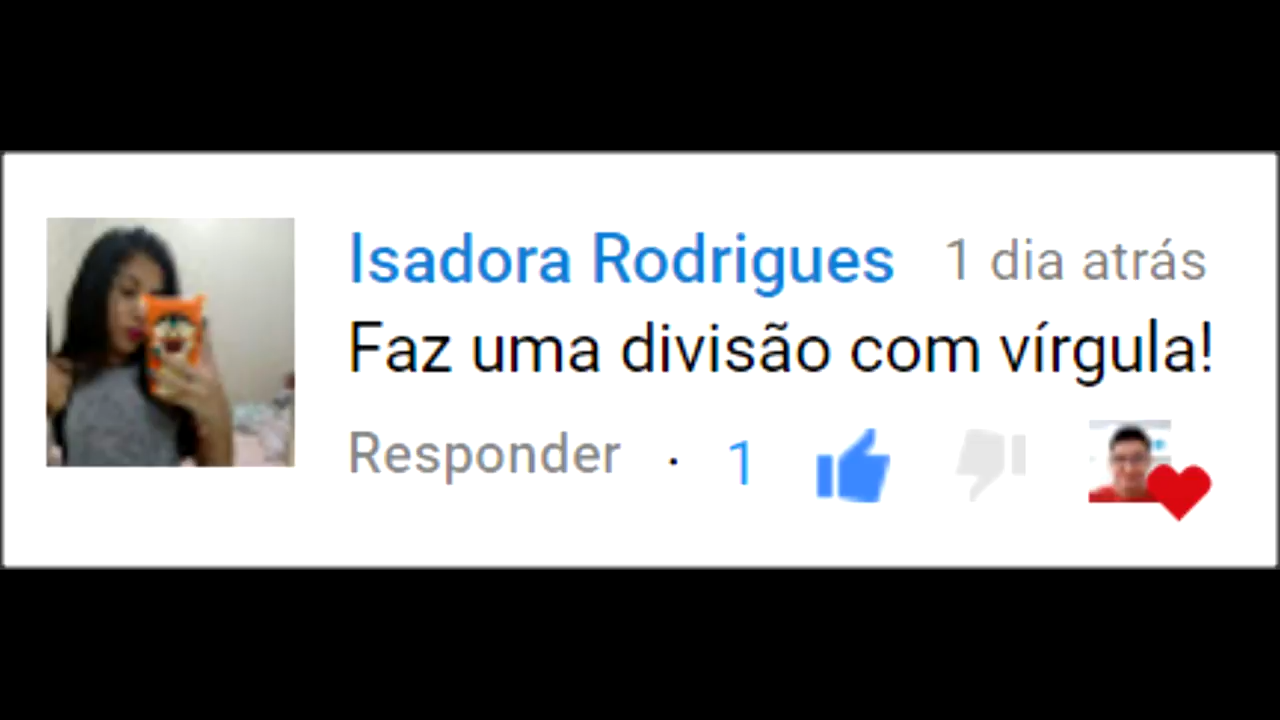 Isadora Rodrigues 1 dia atrás
Faz uma divisão com vírgula!
Responder · 1